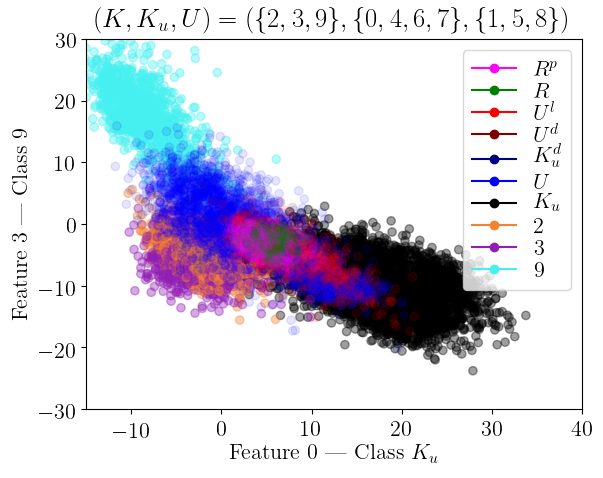 (K, K_u, U) = ({2, 3, 9}, {0, 4, 6, 7}, {1, 5, 8})
Feature 3 — Class 9
30
20
10
0
−10
−20
−30
R^p
R
U^l
U^d
K_u^d
U
K_u
2
3
9
−10
0
10
20
30
40
Feature 0 — Class K_u